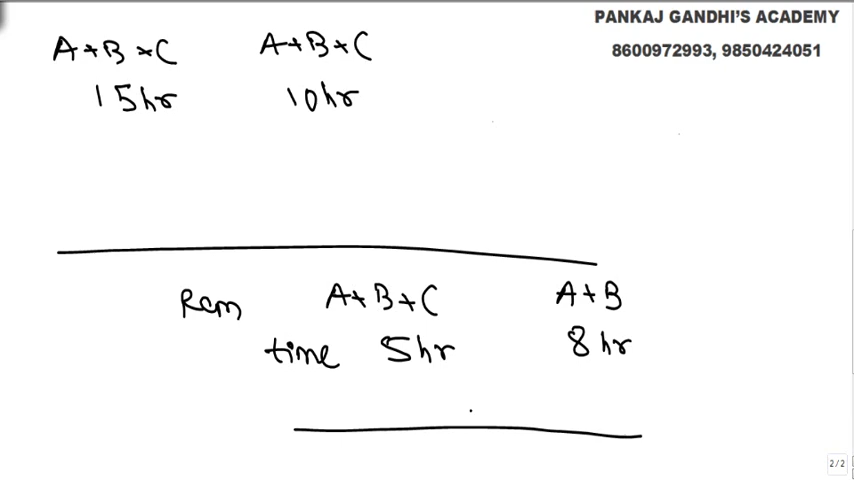 PANKAJ GANDHI'S ACADEMY
8600972993, 9850424051
A+B+C A+B+C
15hr 10hr
Rem A+B+C A+B
time 5hr 8hr
2/2